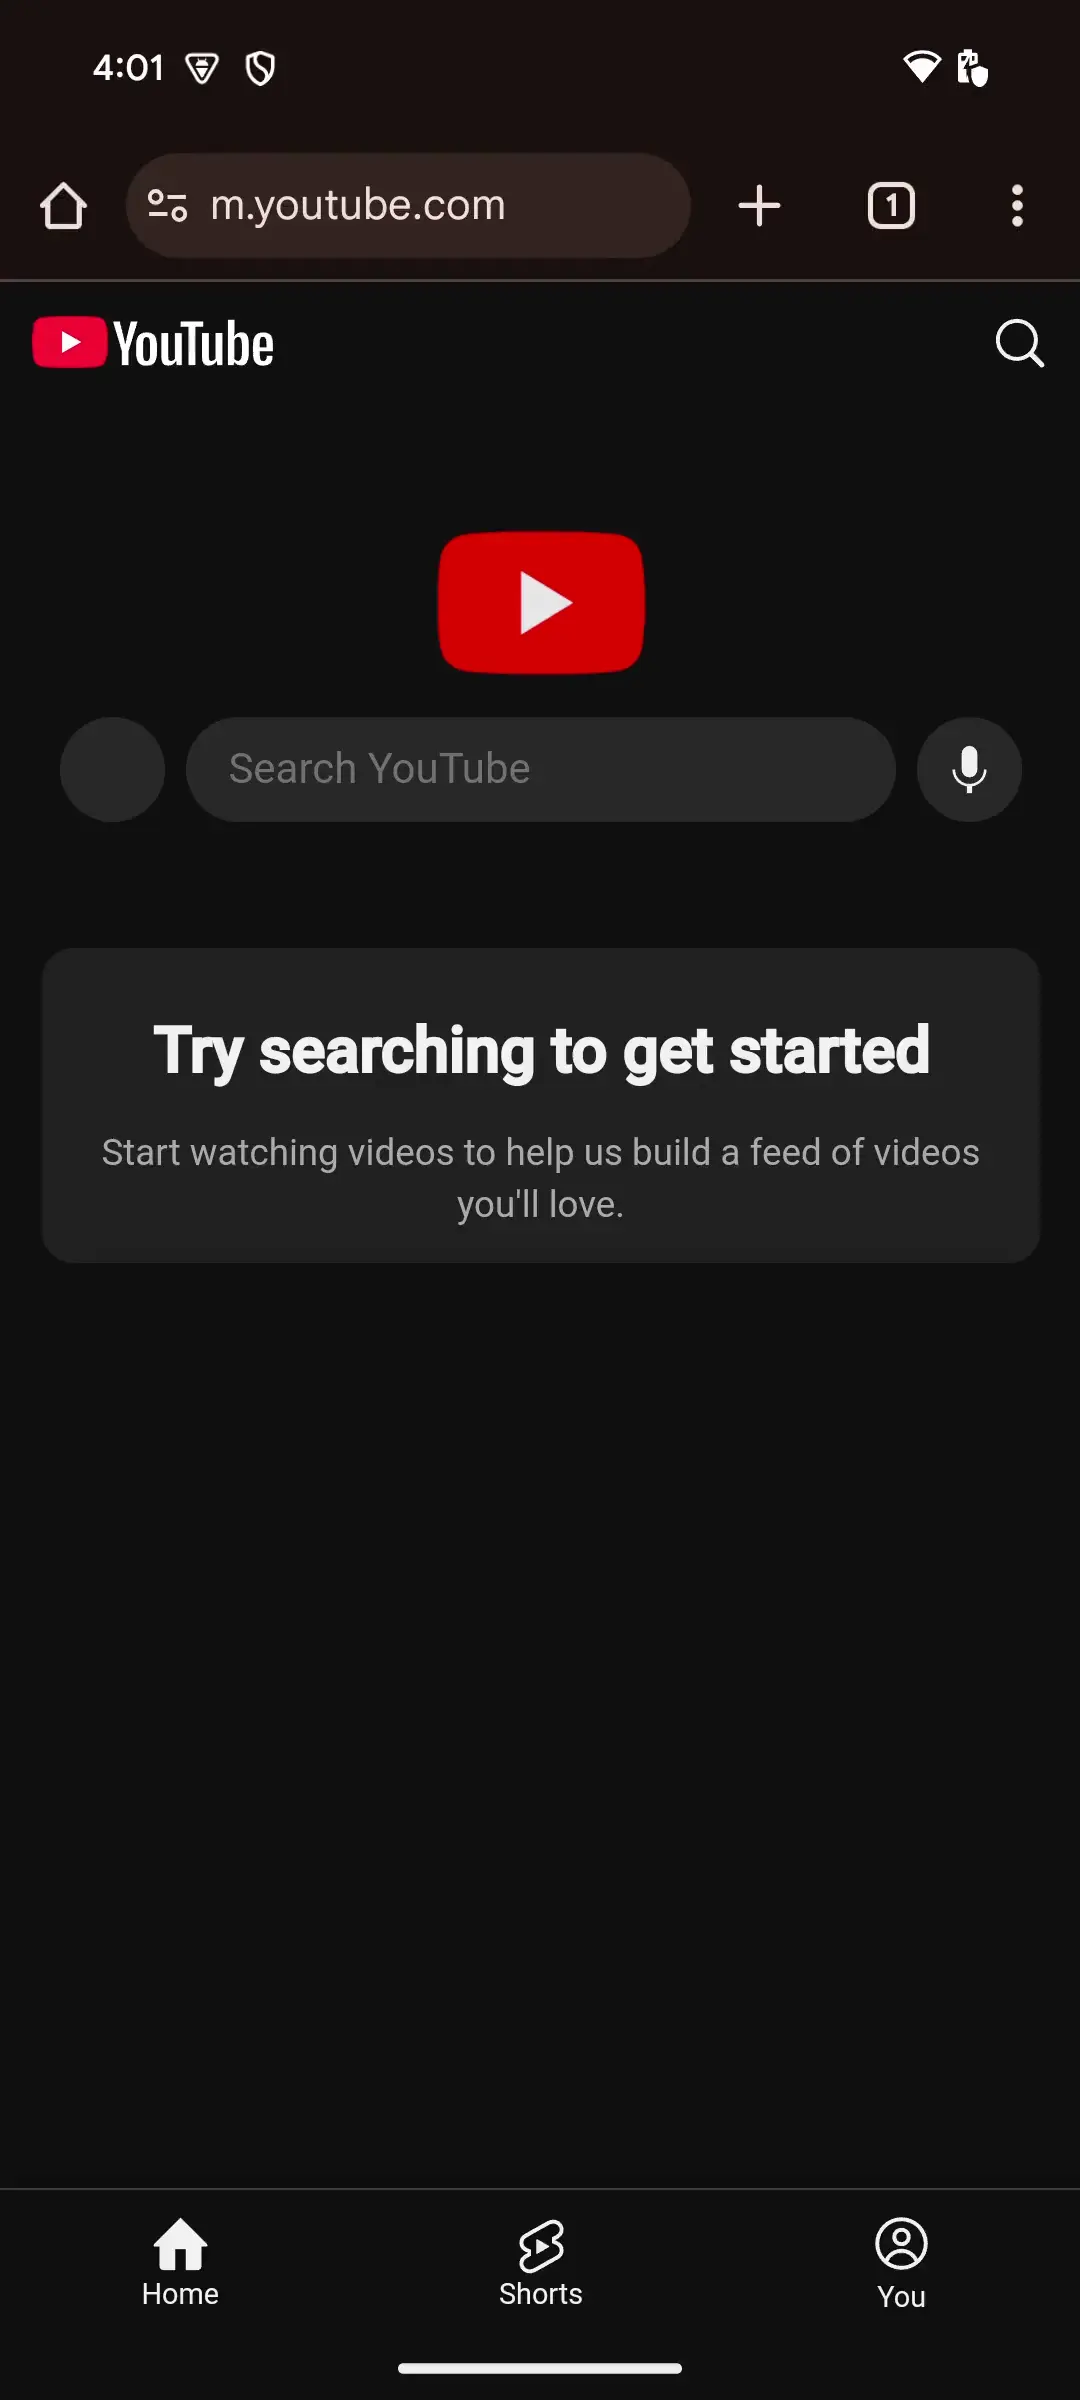 4:01
m.youtube.com
1
YouTube
Search YouTube
Try searching to get started
Start watching videos to help us build a feed of videos
you'll love.
Home
Shorts
You